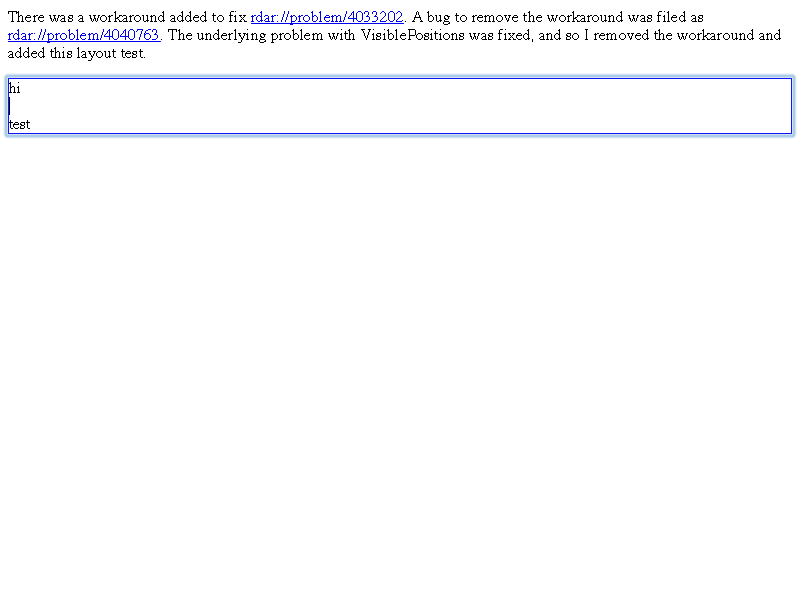 There was a workaround added to fix rdar://problem/4033202. A bug to remove the workaround was filed as
rdar://problem/4040763. The underlying problem with VisiblePositions was fixed, and so I removed the workaround and
added this layout test.
hi
test